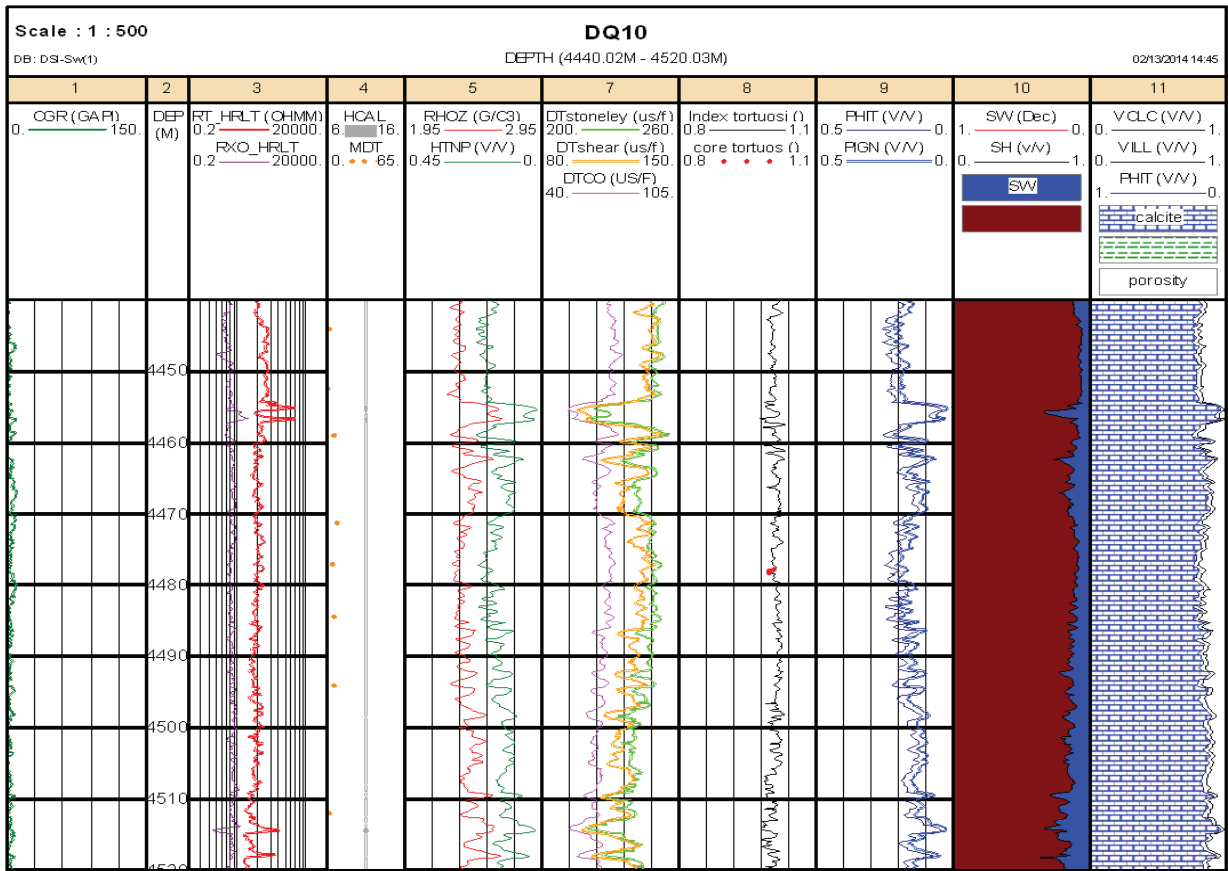 Scale : 1 : 500
DQ10
DB: DSI-Sw(1)
DEPTH (4440.02M - 4520.03M)
02/13/2014 14:45
1 2 3 4 5 7 8 9 10 11
CGR (GAPI)
0. 150.
DEP
(M)
RT_HRLT (OHMM)
0.2 20000.
RXO_HRLT
0.2 20000.
HCAL
6. 16.
MDT
0. 65.
RHOZ (G/C3)
1.95 2.95
HTNP (V/V)
0.45 0.
DTstoneley (us/f)
200. 260.
DTshear (us/f)
80. 150.
DTCO (US/F)
40. 105.
Index tortuosi ()
0.8 1.1
core tortuos ()
0.8 1.1
PHIT (V/V)
0.5 0.
PIGN (V/V)
0.5 0.
SW (Dec)
1. 0.
SH (v/v)
0. 1.
SW
VCLC (V/V)
0. 1.
VILL (V/V)
0. 1.
PHIT (V/V)
1. 0.
calcite
porosity
4450
4460
4470
4480
4490
4500
4510
4520